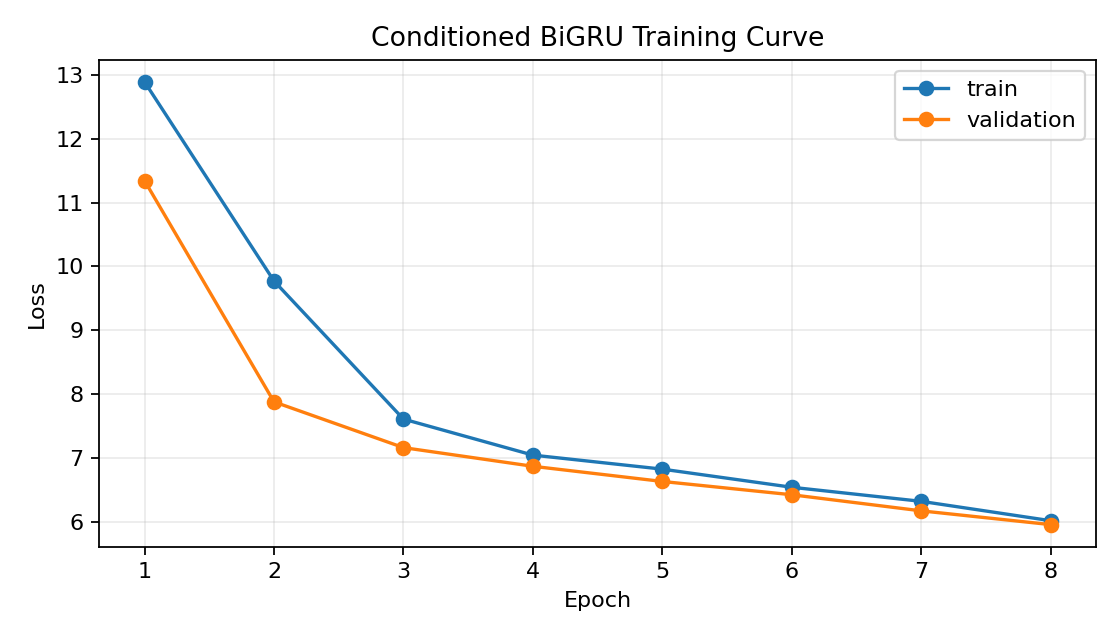 Conditioned BiGRU Training Curve
13
12
11
10
9
8
7
6
Loss
train
validation
1 2 3 4 5 6 7 8
Epoch